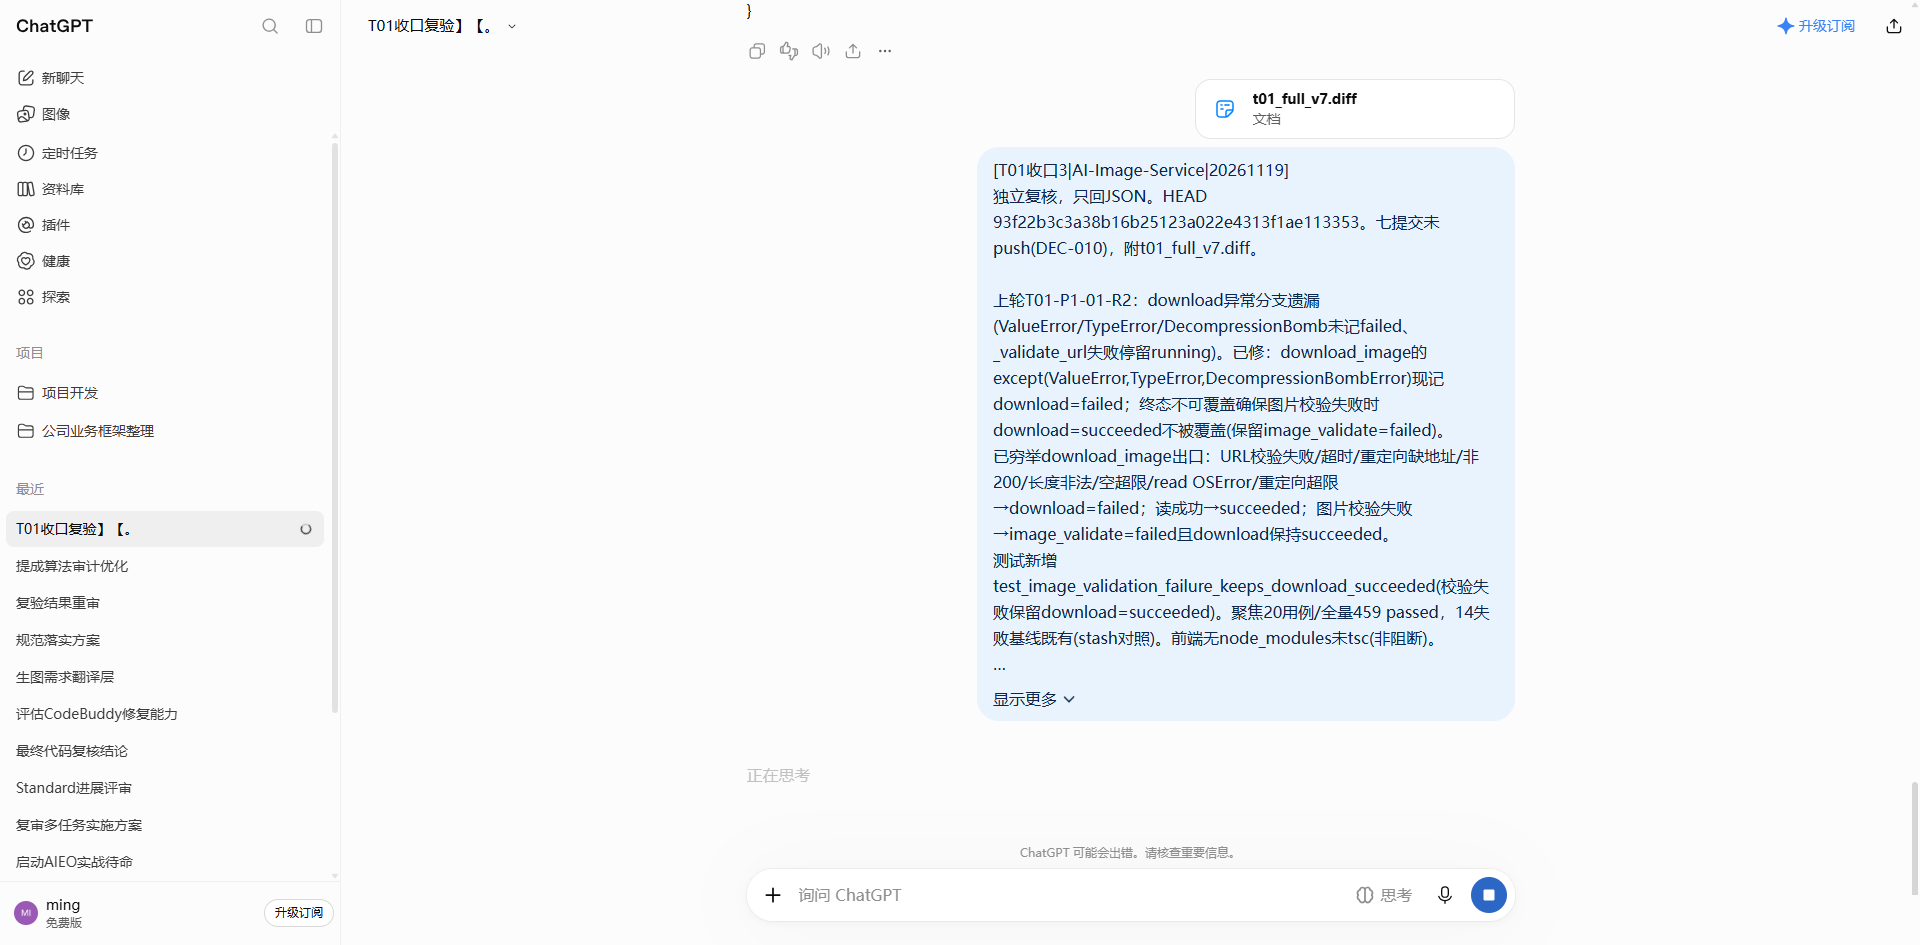 ChatGPT
新聊天
图像
定时任务
资料库
插件
健康
探索
项目
项目开发
公司业务框架整理
最近
T01收口复验】【。
提成算法审计优化
复验结果重审
规范落实方案
生图需求翻译层
评估CodeBuddy修复能力
最终代码复核结论
Standard进展评审
复审多任务实施方案
启动AIEO实战待命
MI
ming
免费版
升级订阅
T01收口复验】【。
升级订阅
}
t01_full_v7.diff
文档
[T01收口3|AI-Image-Service|20261119]
独立复核，只回JSON。HEAD
93f22b3c3a38b16b25123a022e4313f1ae113353。七提交未
push(DEC-010)，附t01_full_v7.diff。
上轮T01-P1-01-R2：download异常分支遗漏
(ValueError/TypeError/DecompressionBomb未记failed、
_validate_url失败停留running)。已修：download_image的
except(ValueError,TypeError,DecompressionBombError)现记
download=failed；终态不可覆盖确保图片校验失败时
download=succeeded不被覆盖(保留image_validate=failed)。
已穷举download_image出口：URL校验失败/超时/重定向缺地址/非
200/长度非法/空超限/read OSError/重定向超限
→download=failed；读成功→succeeded；图片校验失败
→image_validate=failed且download保持succeeded。
测试新增
test_image_validation_failure_keeps_download_succeeded(校验失
败保留download=succeeded)。聚焦20用例/全量459 passed，14失
败基线既有(stash对照)。前端无node_modules未tsc(非阻断)。
...
显示更多
正在思考
ChatGPT 可能会出错。请核查重要信息。
询问 ChatGPT
思考